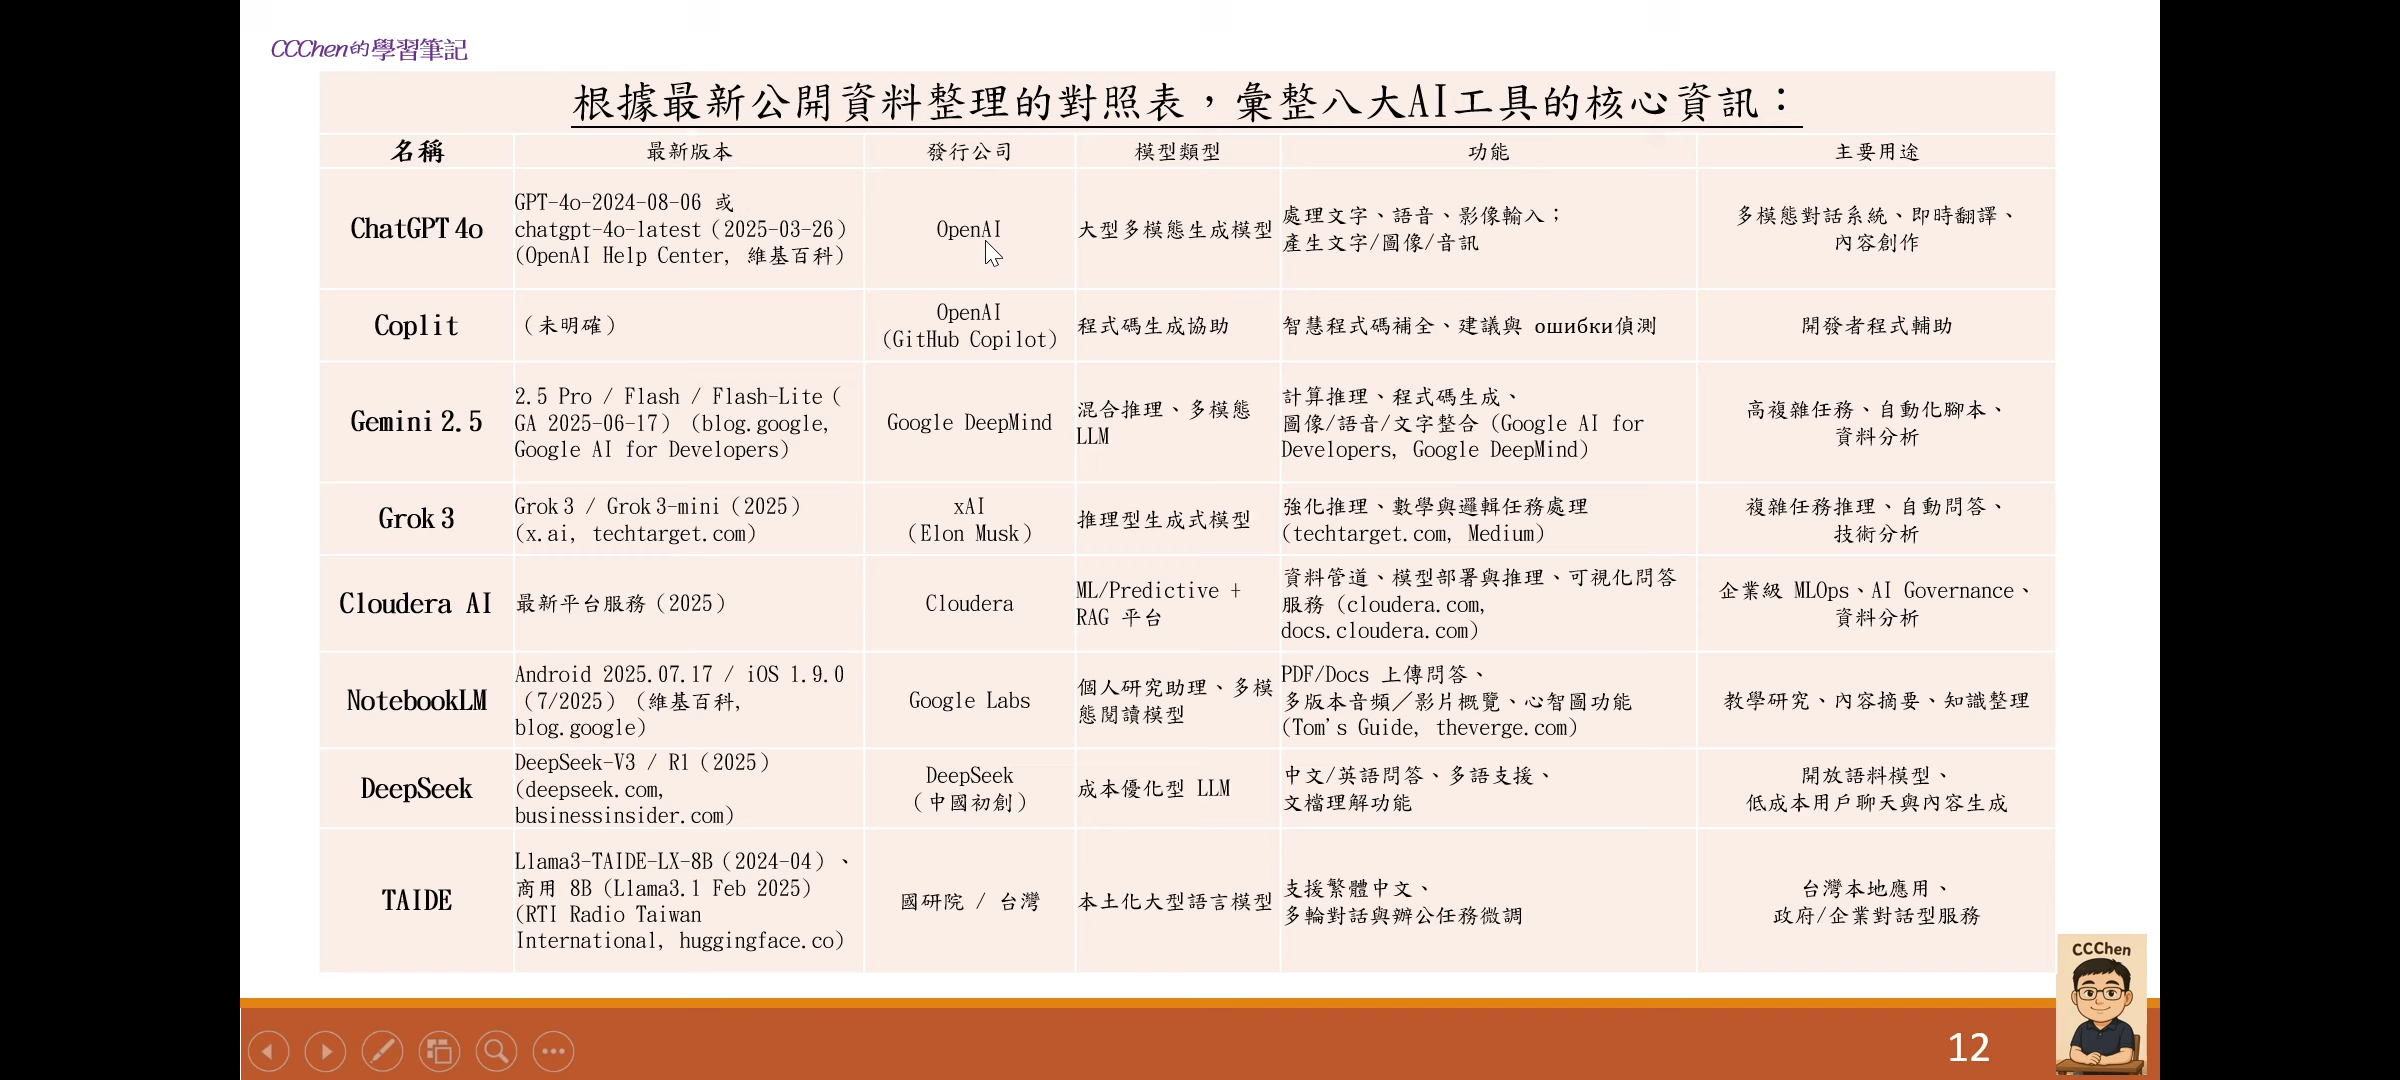 CCChen的學習筆記
根據最新公開資料整理的對照表，彙整八大AI工具的核心資訊：
名稱
最新版本
發行公司
模型類型
功能
主要用途
ChatGPT 4o
GPT-4o-2024-08-06 或
chatgpt-4o-latest（2025-03-26）
(OpenAI Help Center, 維基百科)
OpenAI
大型多模態生成模型
處理文字、語音、影像輸入；
產生文字/圖像/音訊
多模態對話系統、即時翻譯、
內容創作
Coplit
（未明確）
OpenAI
（GitHub Copilot）
程式碼生成協助
智慧程式碼補全、建議與 ошибки偵測
開發者程式輔助
Gemini 2.5
2.5 Pro / Flash / Flash-Lite（
GA 2025-06-17） (blog.google,
Google AI for Developers)
Google DeepMind
混合推理、多模態
LLM
計算推理、程式碼生成、
圖像/語音/文字整合 (Google AI for
Developers, Google DeepMind)
高複雜任務、自動化腳本、
資料分析
Grok 3
Grok 3 / Grok 3-mini（2025）
(x.ai, techtarget.com)
xAI
（Elon Musk）
推理型生成式模型
強化推理、數學與邏輯任務處理
(techtarget.com, Medium)
複雜任務推理、自動問答、
技術分析
Cloudera AI
最新平台服務（2025）
Cloudera
ML/Predictive +
RAG 平台
資料管道、模型部署與推理、可視化問答
服務 (cloudera.com,
docs.cloudera.com)
企業級 MLOps、AI Governance、
資料分析
NotebookLM
Android 2025.07.17 / iOS 1.9.0
（7/2025） (維基百科,
blog.google)
Google Labs
個人研究助理、多模
態閱讀模型
PDF/Docs 上傳問答、
多版本音頻／影片概覽、心智圖功能
(Tom's Guide, theverge.com)
教學研究、內容摘要、知識整理
DeepSeek
DeepSeek-V3 / R1（2025）
(deepseek.com,
businessinsider.com)
DeepSeek
（中國初創）
成本優化型 LLM
中文/英語問答、多語支援、
文檔理解功能
開放語料模型、
低成本用戶聊天與內容生成
TAIDE
Llama3-TAIDE-LX-8B（2024-04）、
商用 8B (Llama3.1 Feb 2025)
(RTI Radio Taiwan
International, huggingface.co)
國研院 / 台灣
本土化大型語言模型
支援繁體中文、
多輪對話與辦公任務微調
台灣本地應用、
政府/企業對話型服務
CCChen
12